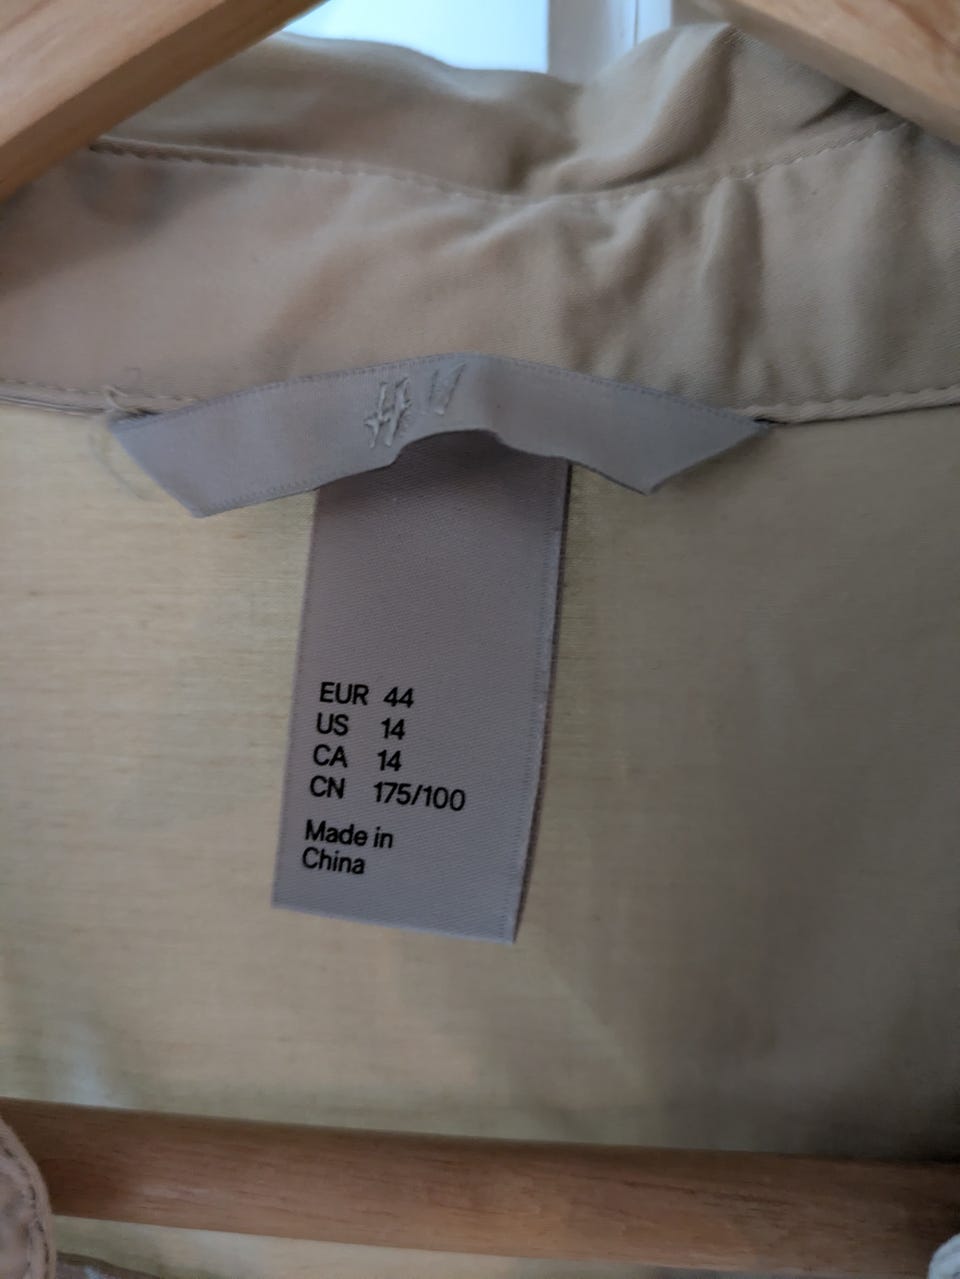 H&M
EUR 44
US 14
CA 14
CN 175/100
Made in
China